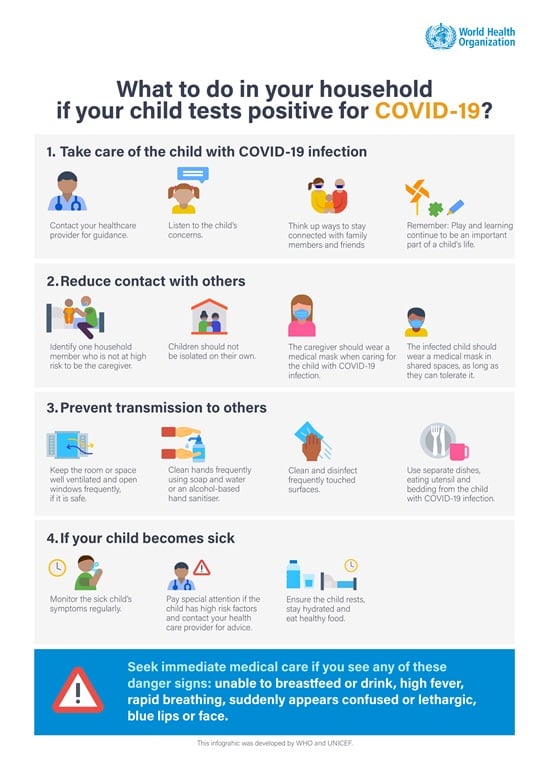 World Health
Organization
What to do in your household
if your child tests positive for COVID-19?
1. Take care of the child with COVID-19 infection
Contact your healthcare
provider for guidance.
Listen to the child's
concerns.
Think up ways to stay
connected with family
members and friends
Remember: Play and learning
continue to be an important
part of a child's life.
2. Reduce contact with others
Identify one household
member who is not at high
risk to be the caregiver.
Children should not
be isolated on their own.
The caregiver should wear a
medical mask when caring for
the child with COVID-19
infection.
The infected child should
wear a medical mask in
shared spaces, as long as
they can tolerate it.
3. Prevent transmission to others
Keep the room or space
well ventilated and open
windows frequently,
if it is safe.
Clean hands frequently
using soap and water
or an alcohol-based
hand sanitiser.
Clean and disinfect
frequently touched
surfaces.
Use separate dishes,
eating utensil and
bedding from the child
with COVID-19 infection.
4. If your child becomes sick
Monitor the sick child's
symptoms regularly.
Pay special attention if the
child has high risk factors
and contact your health
care provider for advice.
Ensure the child rests,
stay hydrated and
eat healthy food.
Seek immediate medical care if you see any of these
danger signs: unable to breastfeed or drink, high fever,
rapid breathing, suddenly appears confused or lethargic,
blue lips or face.
This infograhic was developed by WHO and UNICEF.